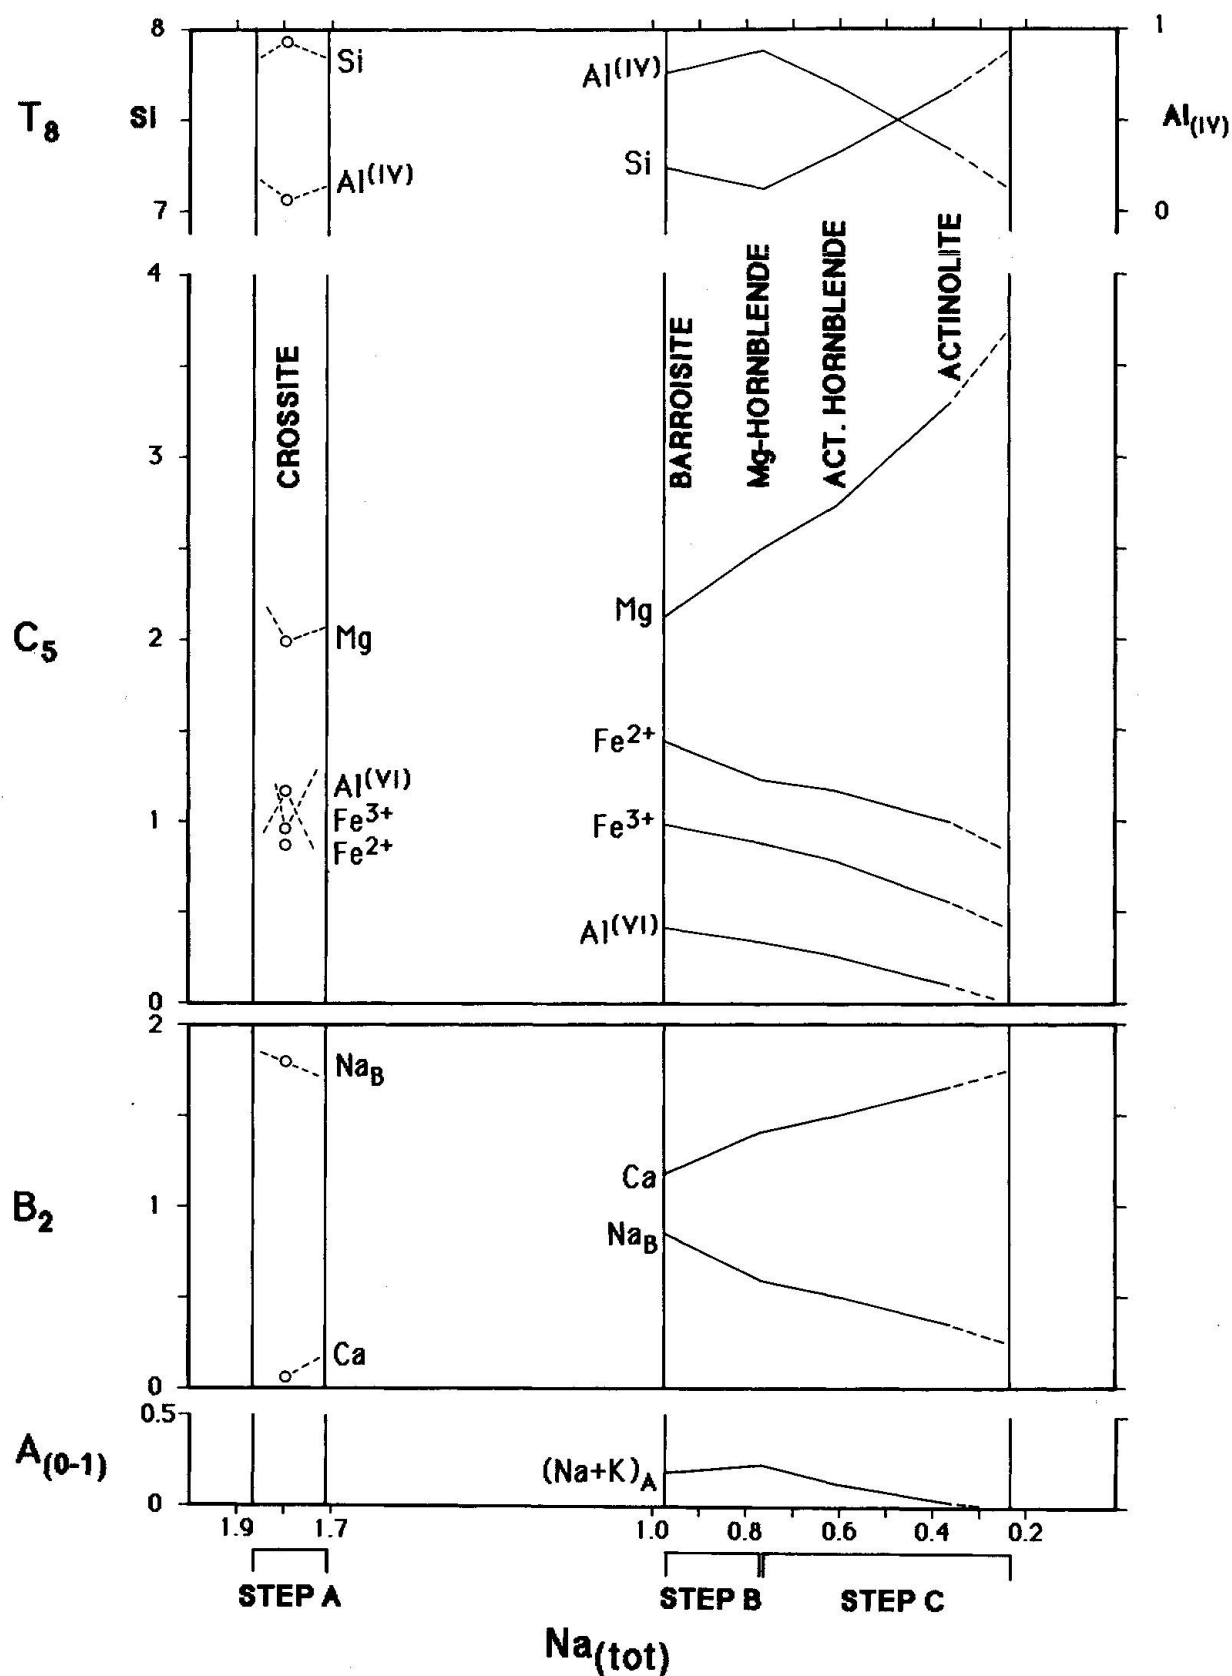 8
1
Si
Al(IV)
T8
SI
Al(IV)
Si
Al(IV)
7
0
4
CROSSITE
BARROISITE
Mg-HORNBLENDE
ACT. HORNBLENDE
ACTINOLITE
3
C5
2
Mg
Mg
Fe2+
Al(VI)
1
Fe3+
Fe3+
Fe2+
Al(VI)
0
2
NaB
B2
1
Ca
NaB
Ca
0
0.5
A(0-1)
(Na+K)A
0
1.9 1.7 1.0 0.8 0.6 0.4 0.2
STEP A STEP B STEP C
Na(tot)